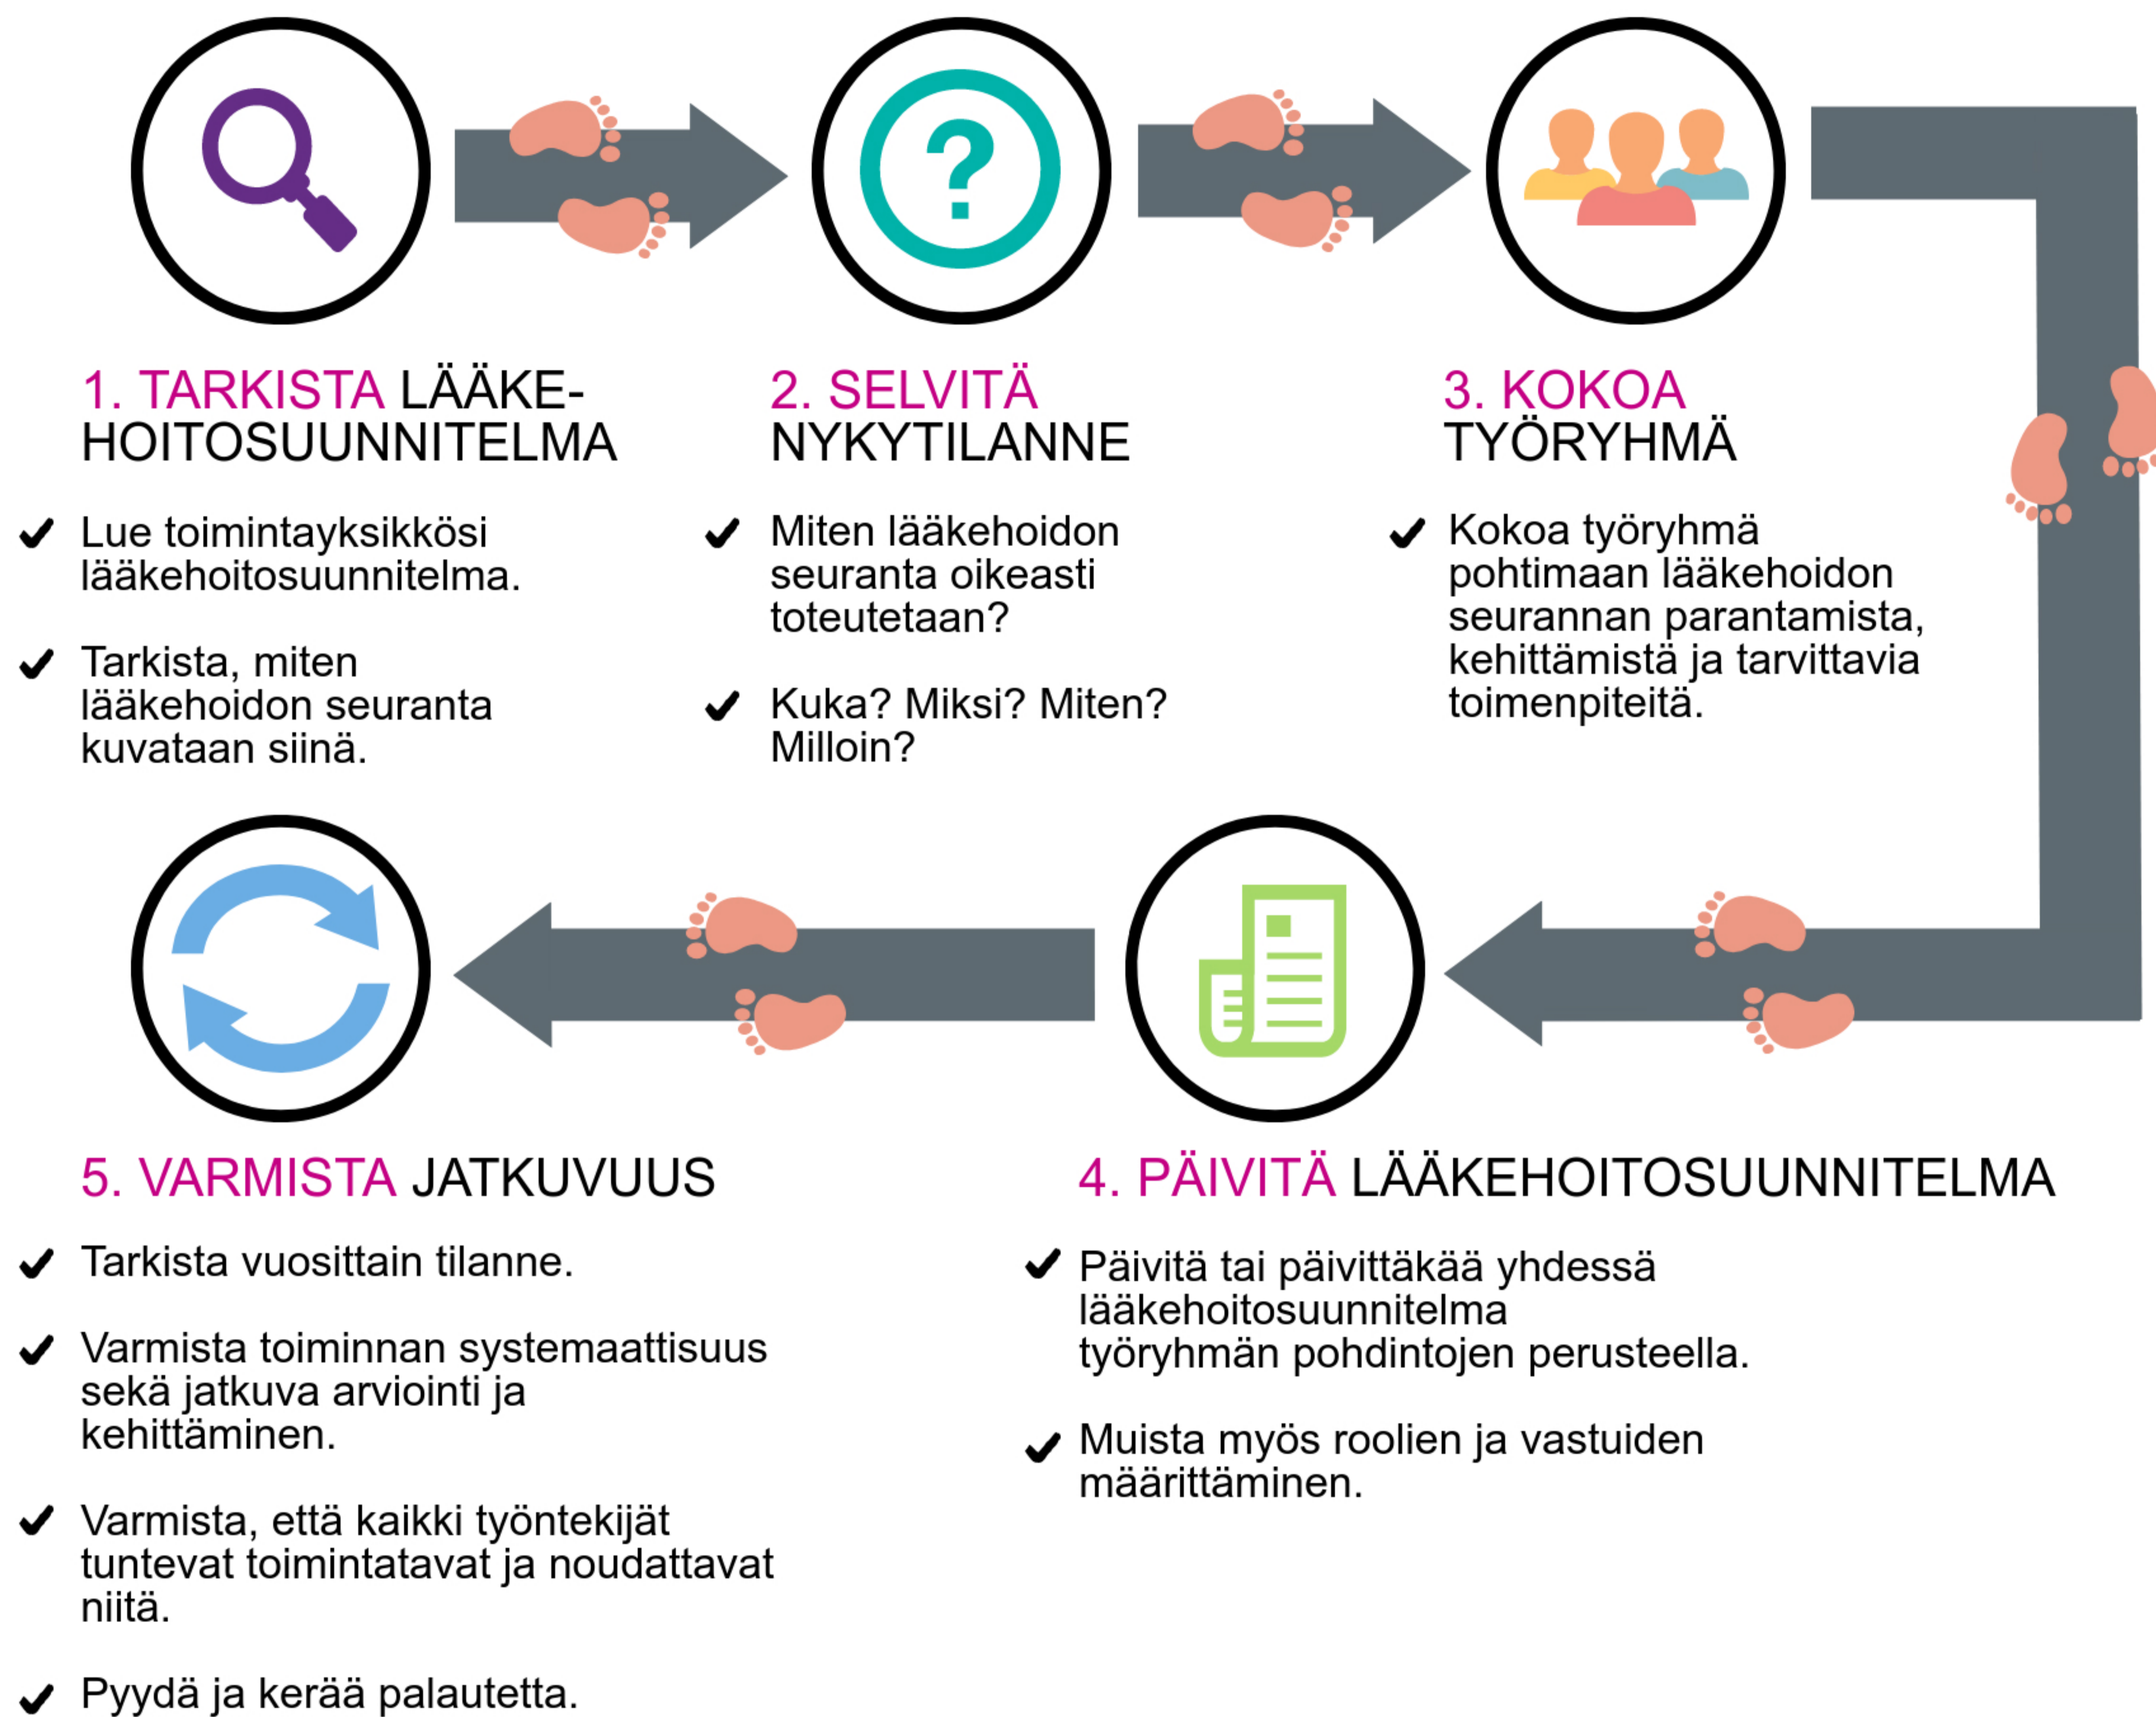 1. TARKISTA LÄÄKE-
HOITOSUUNNITELMA
Lue toimintayksikkösi
lääkehoitosuunnitelma.
Tarkista, miten
lääkehoidon seuranta
kuvataan siinä.
2. SELVITÄ
NYKYTILANNE
Miten lääkehoidon
seuranta oikeasti
toteutetaan?
Kuka? Miksi? Miten?
Milloin?
3. KOKOA
TYÖRYHMÄ
Kokoa työryhmä
pohtimaan lääkehoidon
seurannan parantamista,
kehittämistä ja tarvittavia
toimenpiteitä.
4. PÄIVITÄ LÄÄKEHOITOSUUNNITELMA
Päivitä tai päivittäkää yhdessä
lääkehoitosuunnitelma
työryhmän pohdintojen perusteella.
Muista myös roolien ja vastuiden
määrittäminen.
5. VARMISTA JATKUVUUS
Tarkista vuosittain tilanne.
Varmista toiminnan systemaattisuus
sekä jatkuva arviointi ja
kehittäminen.
Varmista, että kaikki työntekijät
tuntevat toimintatavat ja noudattavat
niitä.
Pyydä ja kerää palautetta.